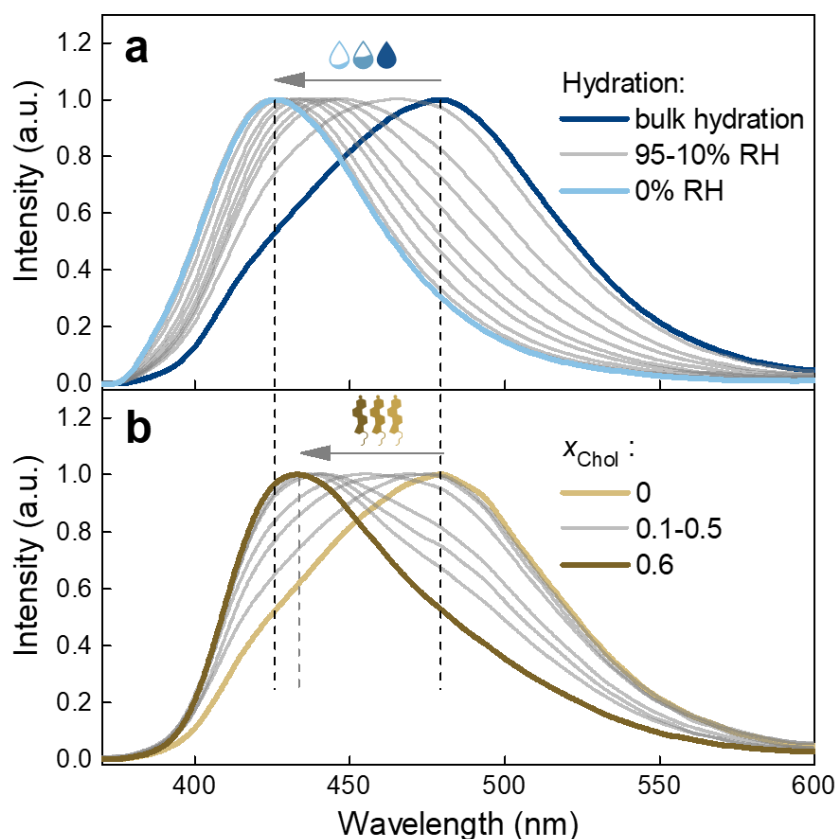 a
Hydration:
bulk hydration
95-10% RH
0% RH
Intensity (a.u.)
1.2
1.0
0.8
0.6
0.4
0.2
0.0
b
xChol :
0
0.1-0.5
0.6
Intensity (a.u.)
1.2
1.0
0.8
0.6
0.4
0.2
0.0
400 450 500 550 600
Wavelength (nm)